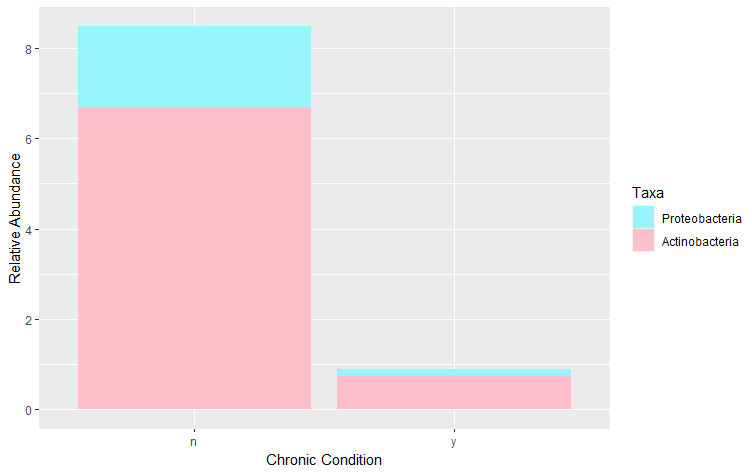 Relative Abundance
8
6
4
2
0
n
y
Chronic Condition
Taxa
Proteobacteria
Actinobacteria